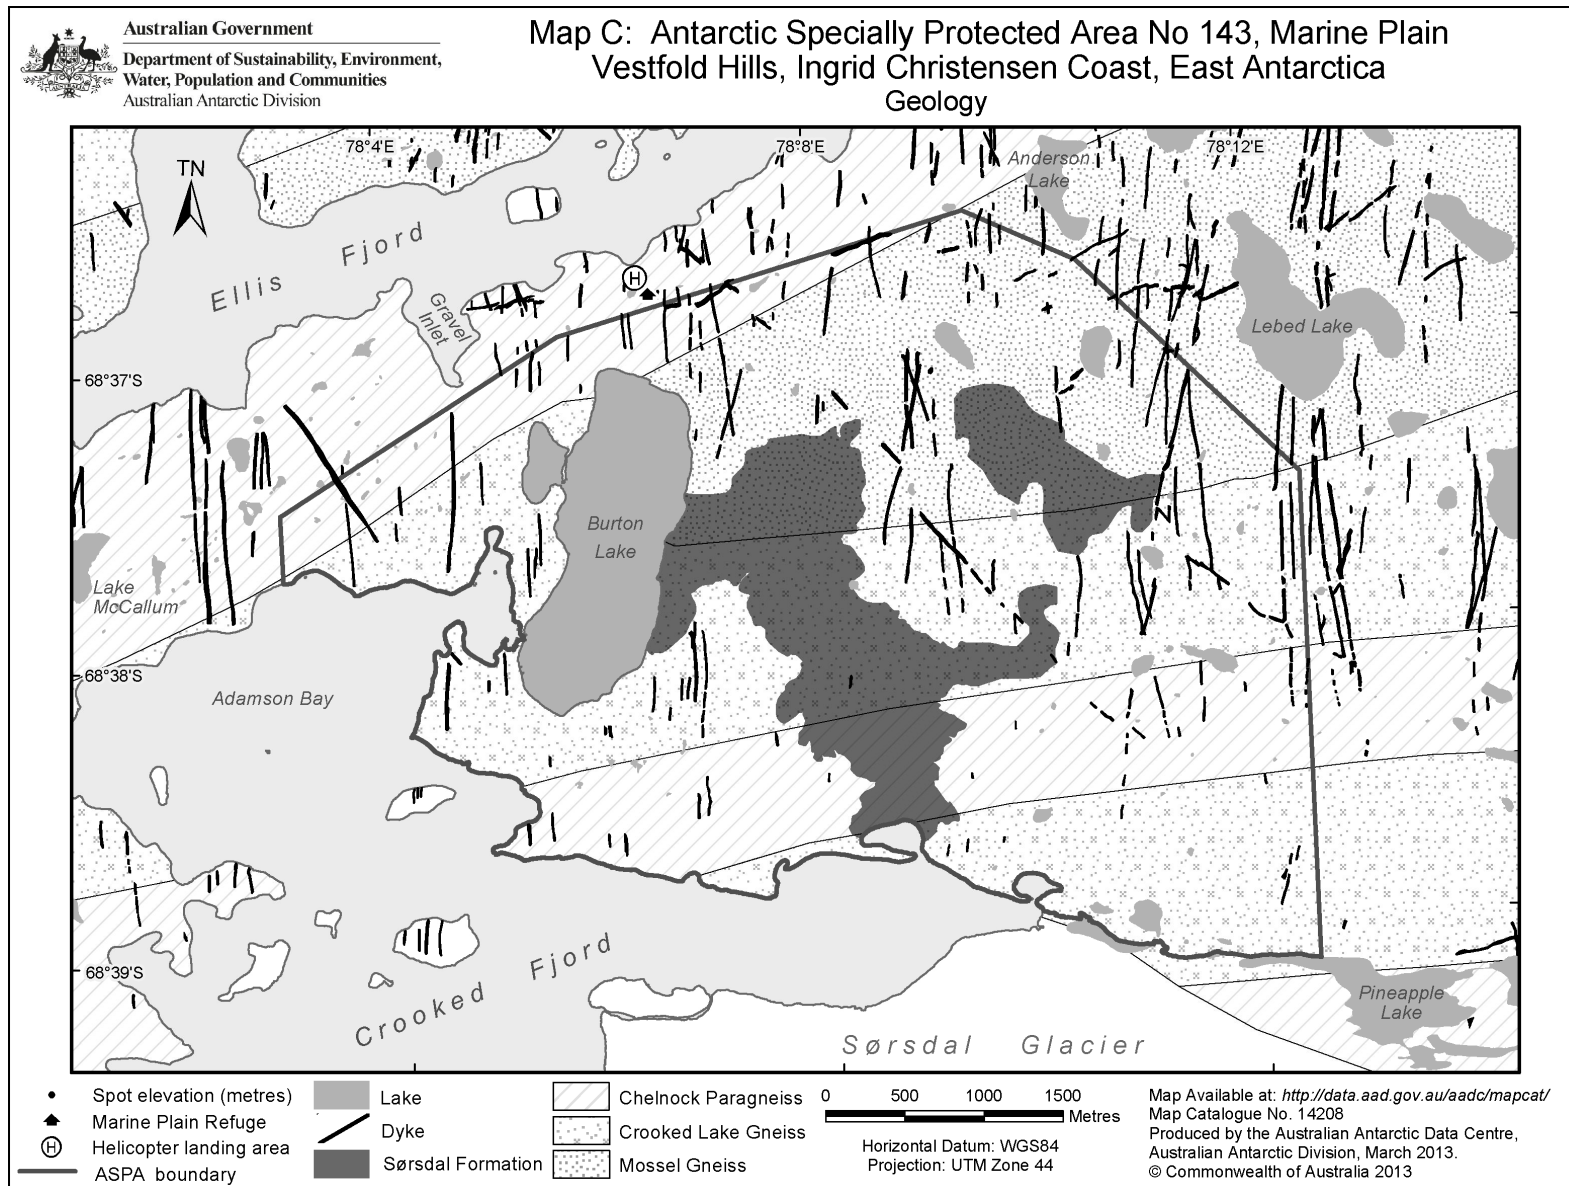 Australian Government
Department of Sustainability, Environment,
Water, Population and Communities
Australian Antarctic Division
Map C: Antarctic Specially Protected Area No 143, Marine Plain
Vestfold Hills, Ingrid Christensen Coast, East Antarctica
Geology
78°4'E
78°8'E
78°12'E
TN
Anderson
Lake
Ellis Fjord
H
Gravel
Inlet
Lebed Lake
68°37'S
Burton
Lake
Lake
McCallum
68°38'S
Adamson Bay
68°39'S
Crooked Fjord
Pineapple
Lake
Sørsdal Glacier
Spot elevation (metres)
Marine Plain Refuge
H Helicopter landing area
ASPA boundary
Lake
Dyke
Sørsdal Formation
Chelnock Paragneiss
Crooked Lake Gneiss
Mossel Gneiss
0 500 1000 1500
Metres
Horizontal Datum: WGS84
Projection: UTM Zone 44
Map Available at: http://data.aad.gov.au/aadc/mapcat/
Map Catalogue No. 14208
Produced by the Australian Antarctic Data Centre,
Australian Antarctic Division, March 2013.
© Commonwealth of Australia 2013